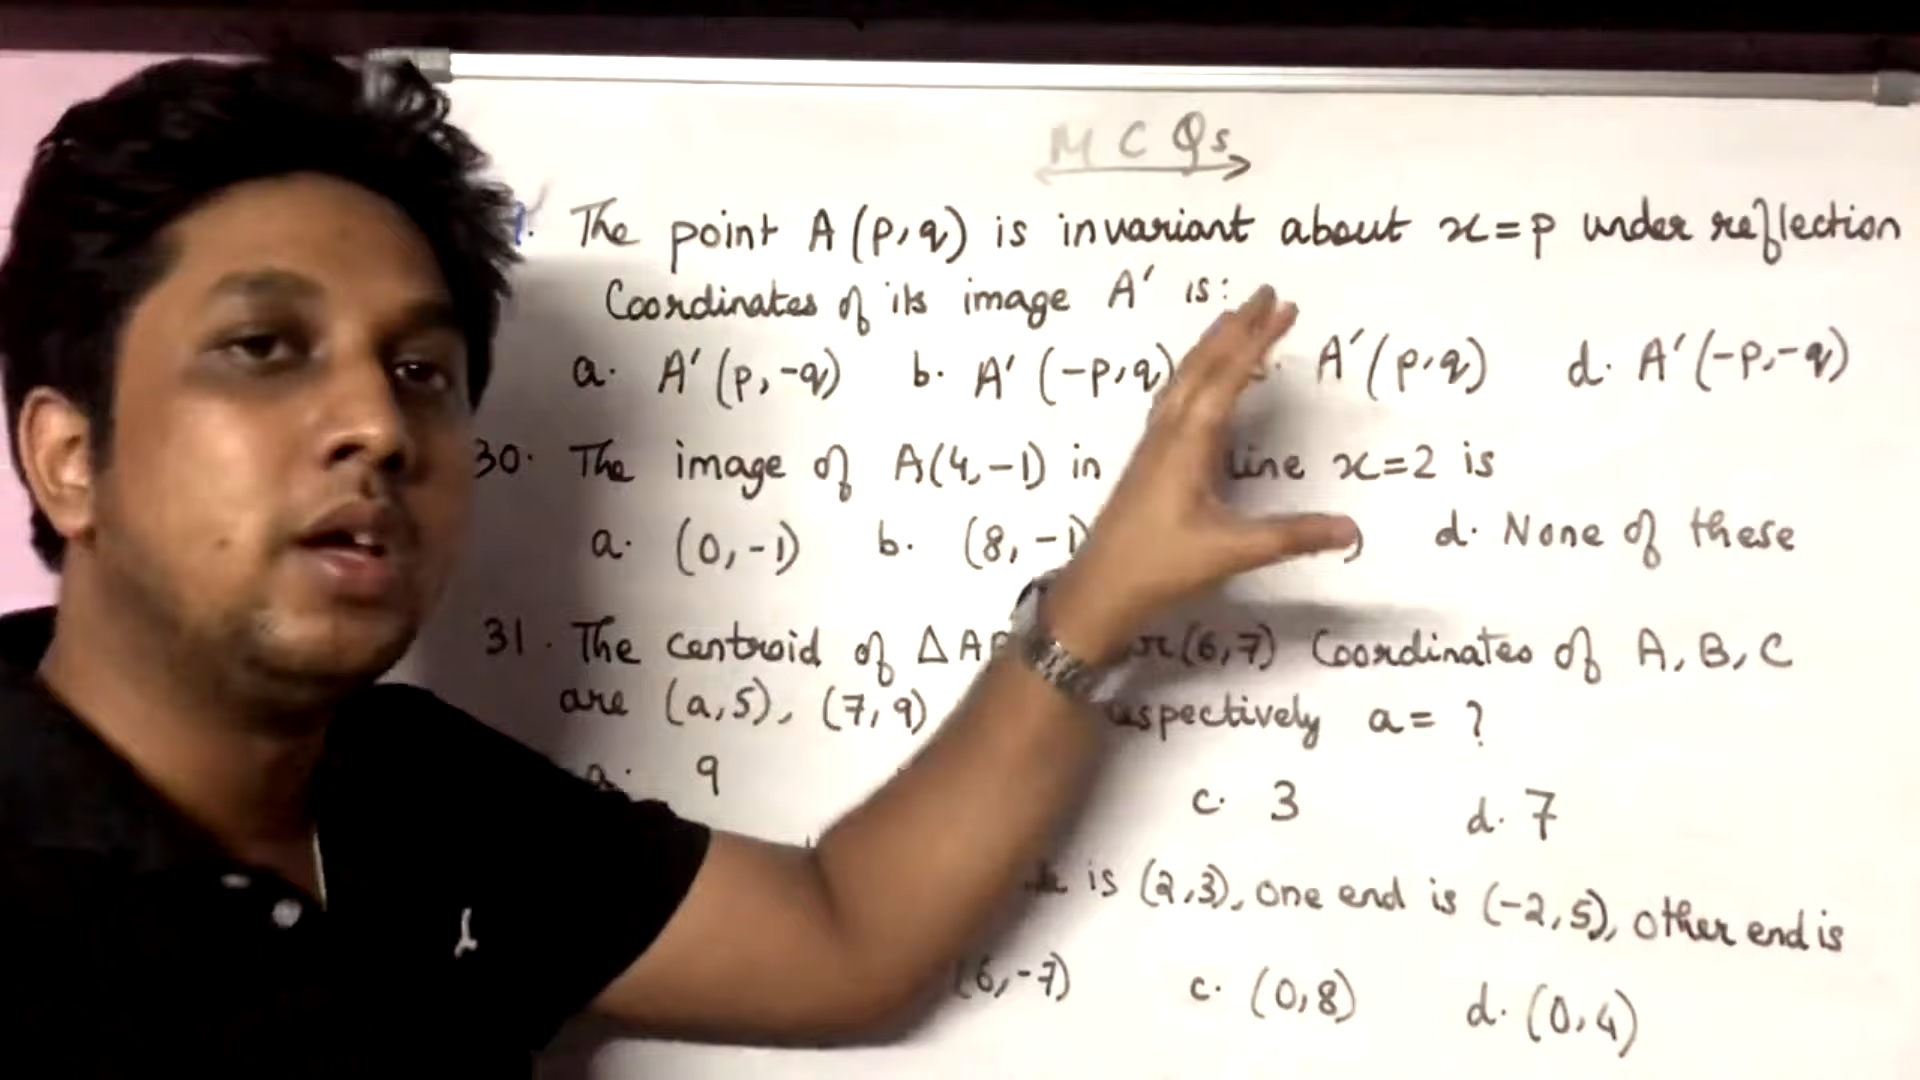 MCQs
The point A (p,q) is invariant about x=p under reflection
Coordinates of its image A' is:
a. A' (p,-q) b. A' (-p,q) A' (p,q) d. A' (-p,-q)
30. The image of A(4,-1) in line x=2 is
a. (0,-1) b. (8,-1) d. None of these
31. The centroid of (6,7) Coordinates of A, B, C
are (a,5), (7,9) respectively a= ?
a. 9 c. 3 d. 7
is (2,3), one end is (-2,5), other end is
(6,-7) c. (0,8) d. (0,4)